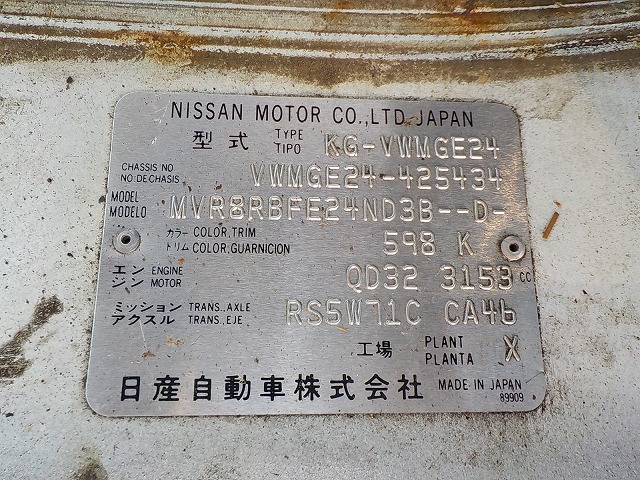 NISSAN MOTOR CO.,LTD.JAPAN
型式 TYPE TIPO KG-VWMGE24
CHASSIS NO NO.DE CHASIS VWMGE24-425434
MODEL MODELO MVR8RBFE24ND3B--D-
カラー COLOR,TRIM
トリム COLOR,GUARNICION 598 K
エンジン ENGINE MOTOR QD32 3153 CC
ミッション TRANS.,AXLE
アクスル TRANS.,EJE RS5W71C CA46
工場 PLANT PLANTA X
日産自動車株式会社 MADE IN JAPAN
89909